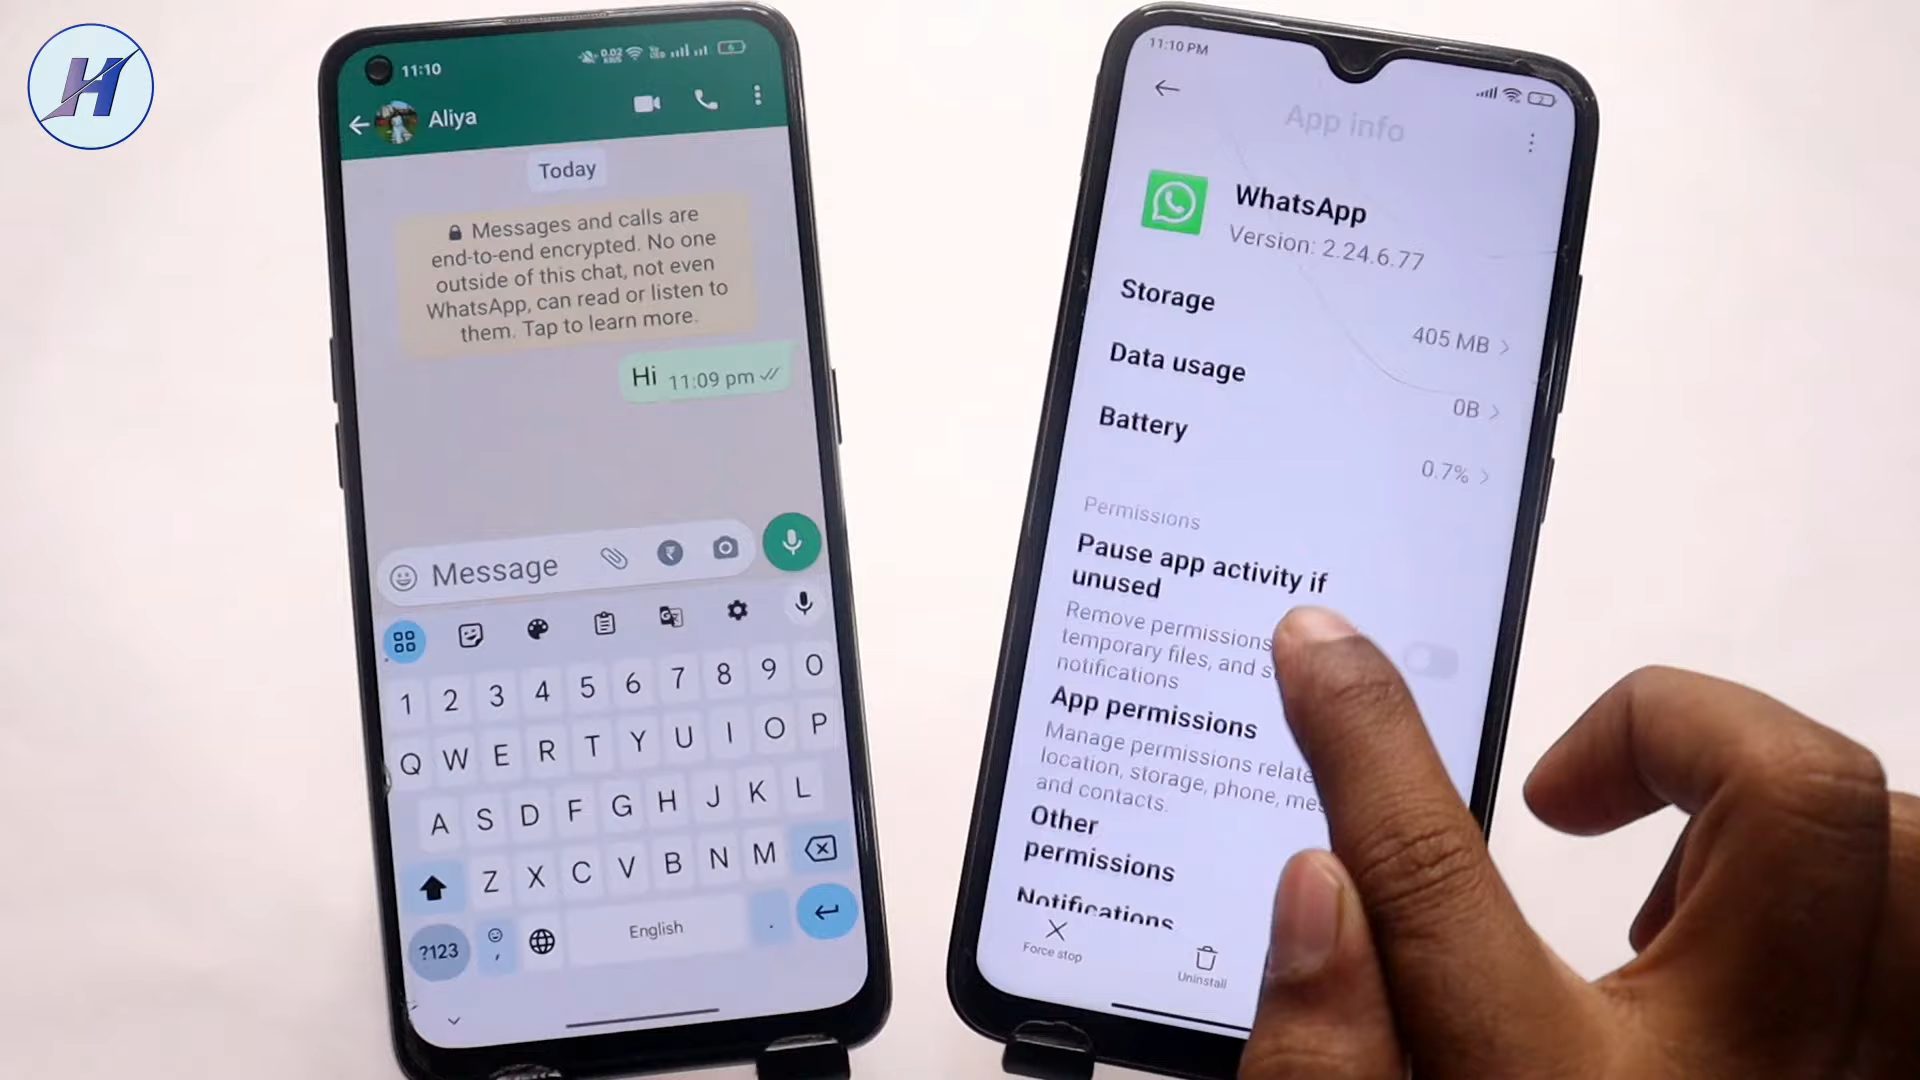 H
11:10
0.02
6
Aliya
Today
Messages and calls are
end-to-end encrypted. No one
outside of this chat, not even
WhatsApp, can read or listen to
them. Tap to learn more.
Hi 11:09 pm
Message
₹
1 2 3 4 5 6 7 8 9 0
Q W E R T Y U I O P
A S D F G H J K L
Z X C V B N M
?123 , English .
11:10 PM
2
App info
WhatsApp
Version: 2.24.6.77
Storage
405 MB
Data usage
0B
Battery
0.7%
Permissions
Pause app activity if
unused
Remove permissions
temporary files, and
notifications
App permissions
Manage permissions
location, storage, phone,
and contacts.
Other
permissions
Notifications
Force stop
Uninstall